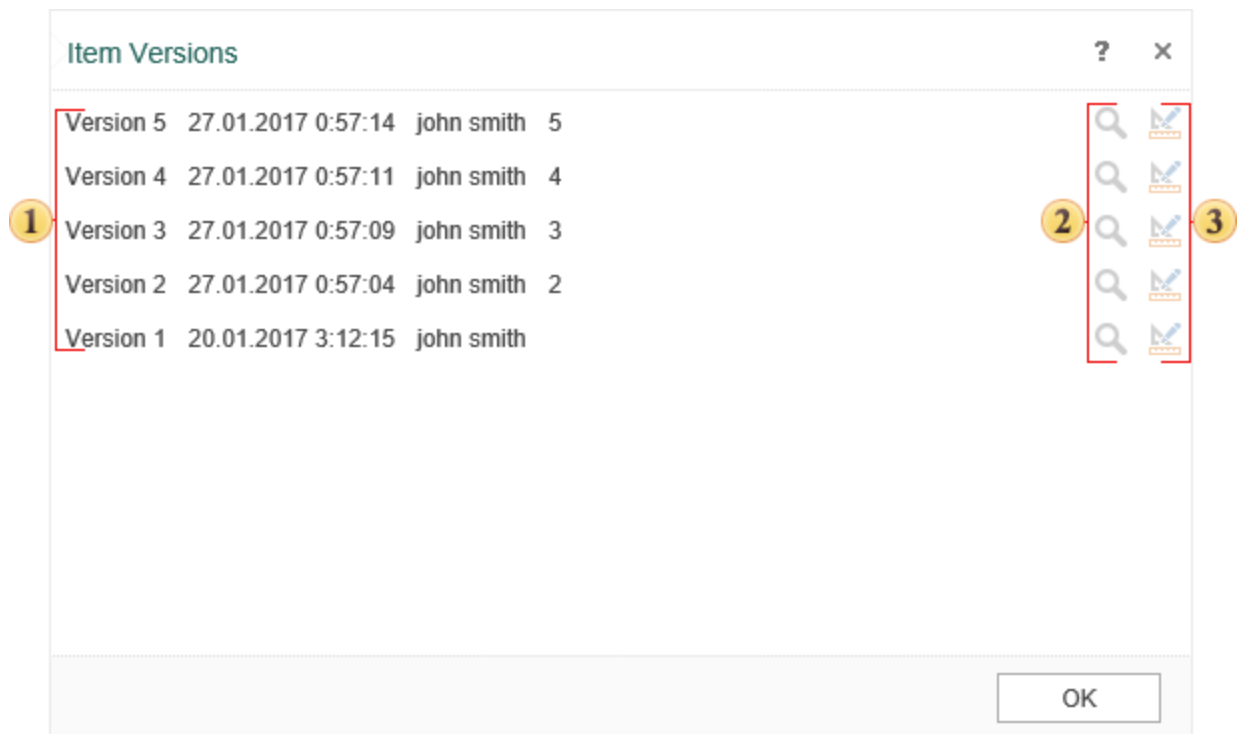 Item Versions ? ×
Version 5 27.01.2017 0:57:14 john smith 5
Version 4 27.01.2017 0:57:11 john smith 4
1 Version 3 27.01.2017 0:57:09 john smith 3 2 3
Version 2 27.01.2017 0:57:04 john smith 2
Version 1 20.01.2017 3:12:15 john smith
OK